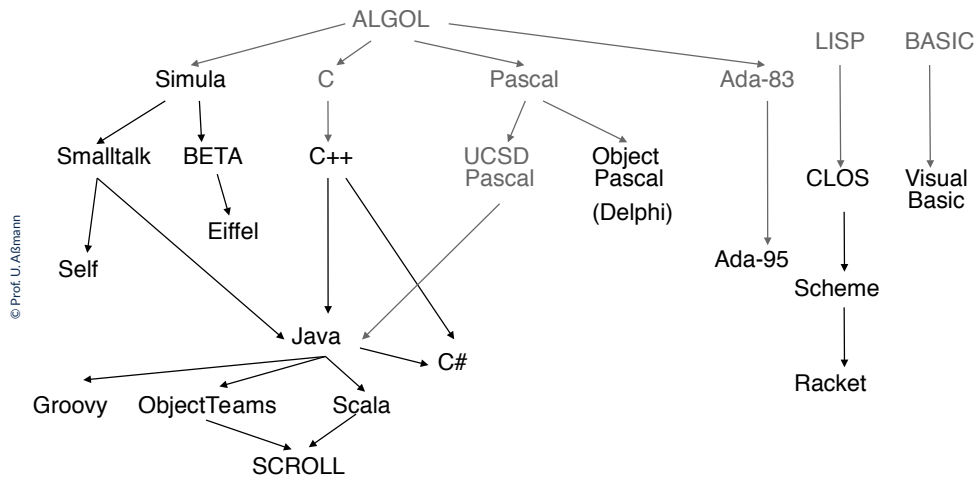 ALGOL
LISP
BASIC
Simula
C
Pascal
Ada-83
Smalltalk
BETA
C++
UCSD
Pascal
Object
Pascal
(Delphi)
CLOS
Visual
Basic
Eiffel
Self
Ada-95
Scheme
© Prof. U. Aßmann
Java
C#
Racket
Groovy
ObjectTeams
Scala
SCROLL